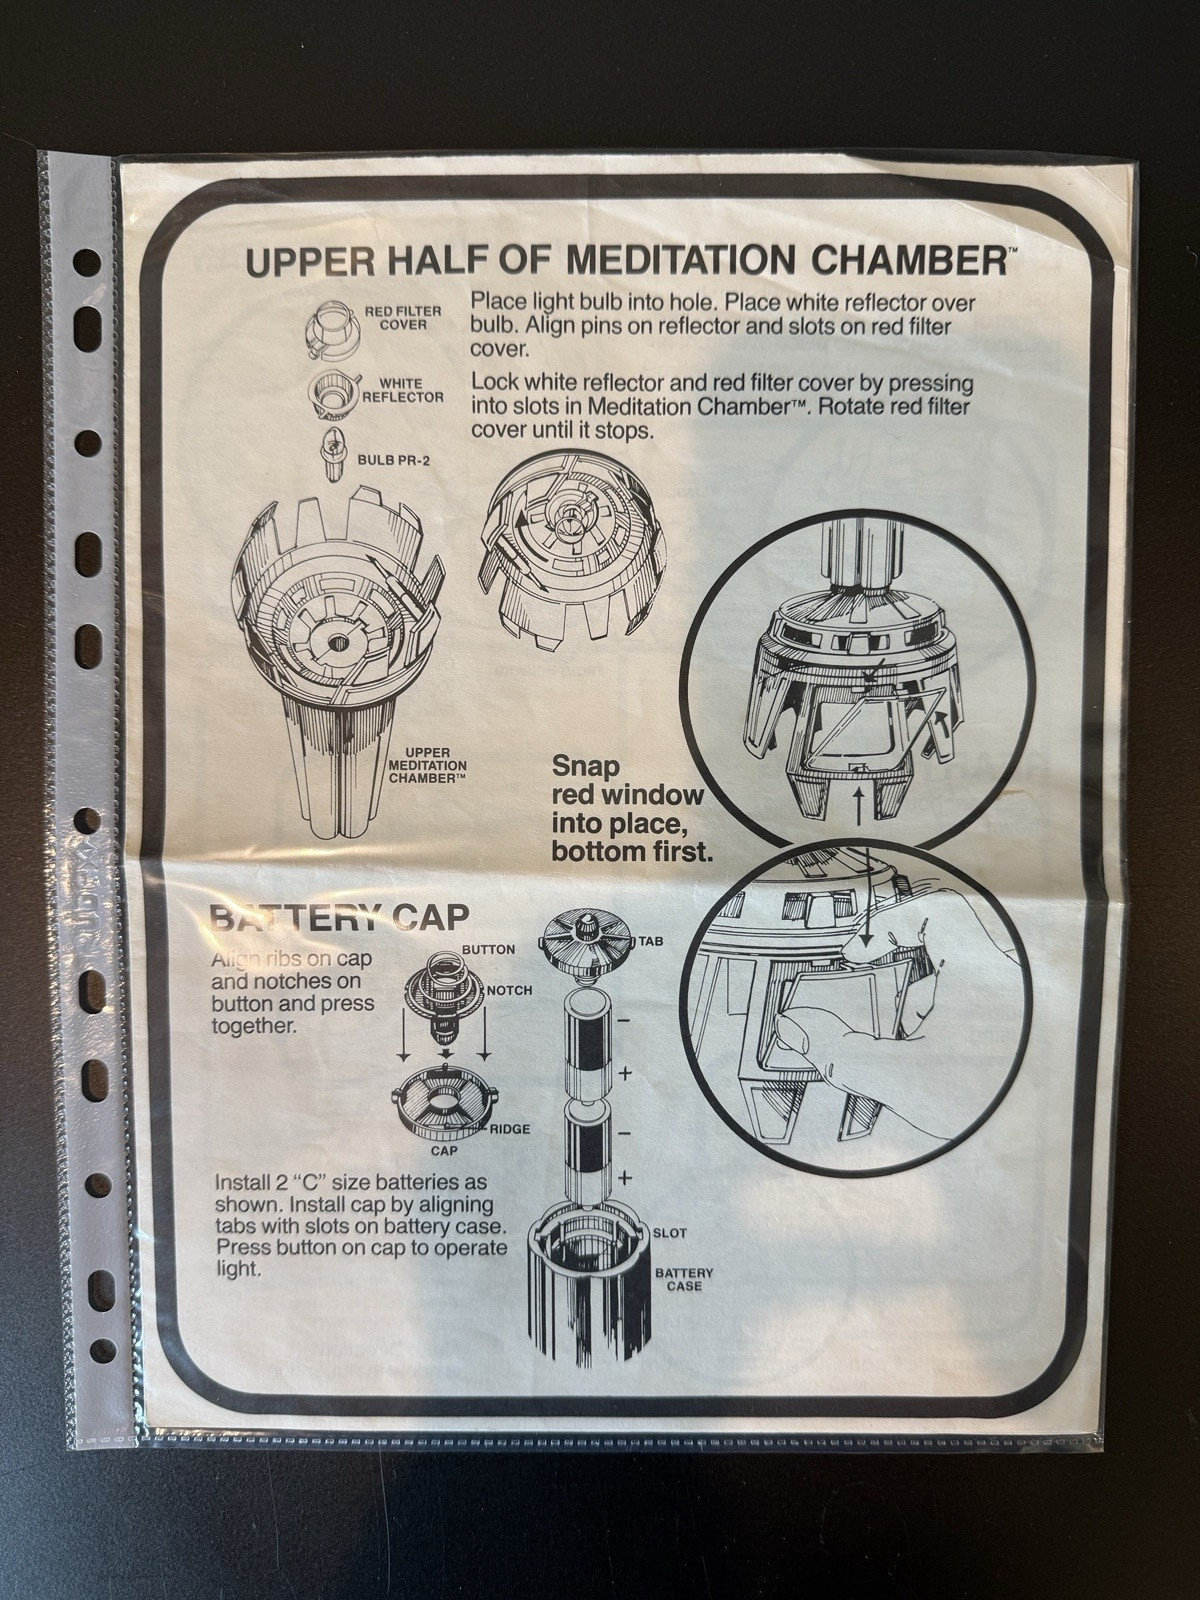 UPPER HALF OF MEDITATION CHAMBER™
RED FILTER
COVER
Place light bulb into hole. Place white reflector over
bulb. Align pins on reflector and slots on red filter
cover.
WHITE
REFLECTOR
Lock white reflector and red filter cover by pressing
into slots in Meditation Chamber™. Rotate red filter
cover until it stops.
BULB PR-2
UPPER
MEDITATION
CHAMBER™
Snap
red window
into place,
bottom first.
BATTERY CAP
Align ribs on cap
and notches on
button and press
together.
BUTTON
NOTCH
RIDGE
CAP
TAB
−
+
−
+
Install 2 “C” size batteries as
shown. Install cap by aligning
tabs with slots on battery case.
Press button on cap to operate
light.
SLOT
BATTERY
CASE